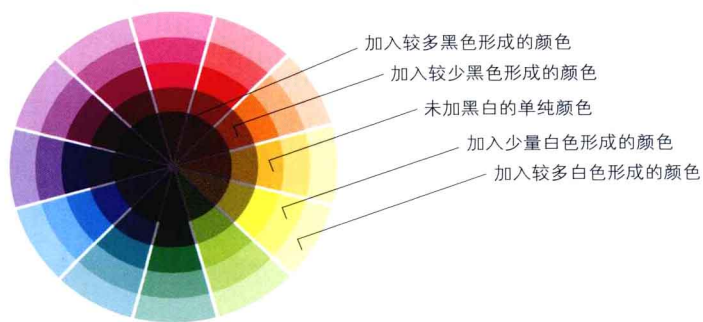 加入较多黑色形成的颜色
加入较少黑色形成的颜色
未加黑白的单纯颜色
加入少量白色形成的颜色
加入较多白色形成的颜色